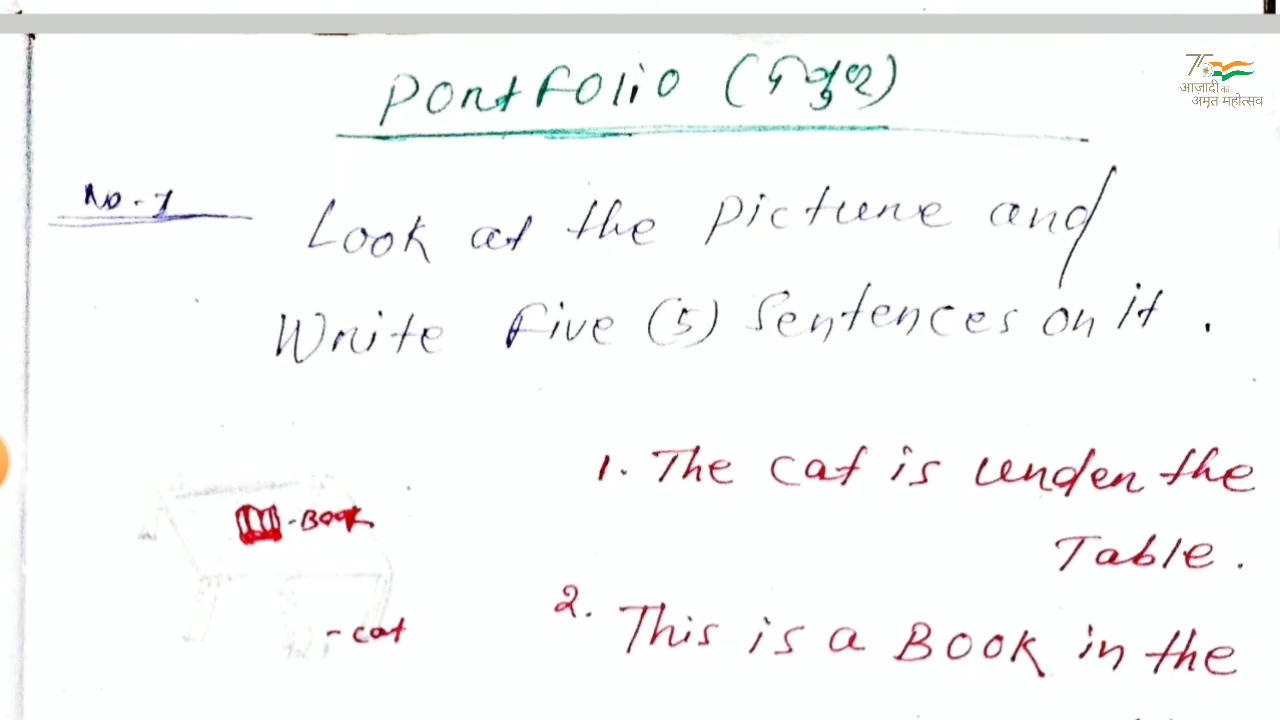 Portfolio (
आज़ादी का
अमृत महोत्सव
No - 1
Look at the picture and
Write five (5) Sentences on it .
1. The cat is under the
Table .
- Book
2. This is a Book in the
- cat